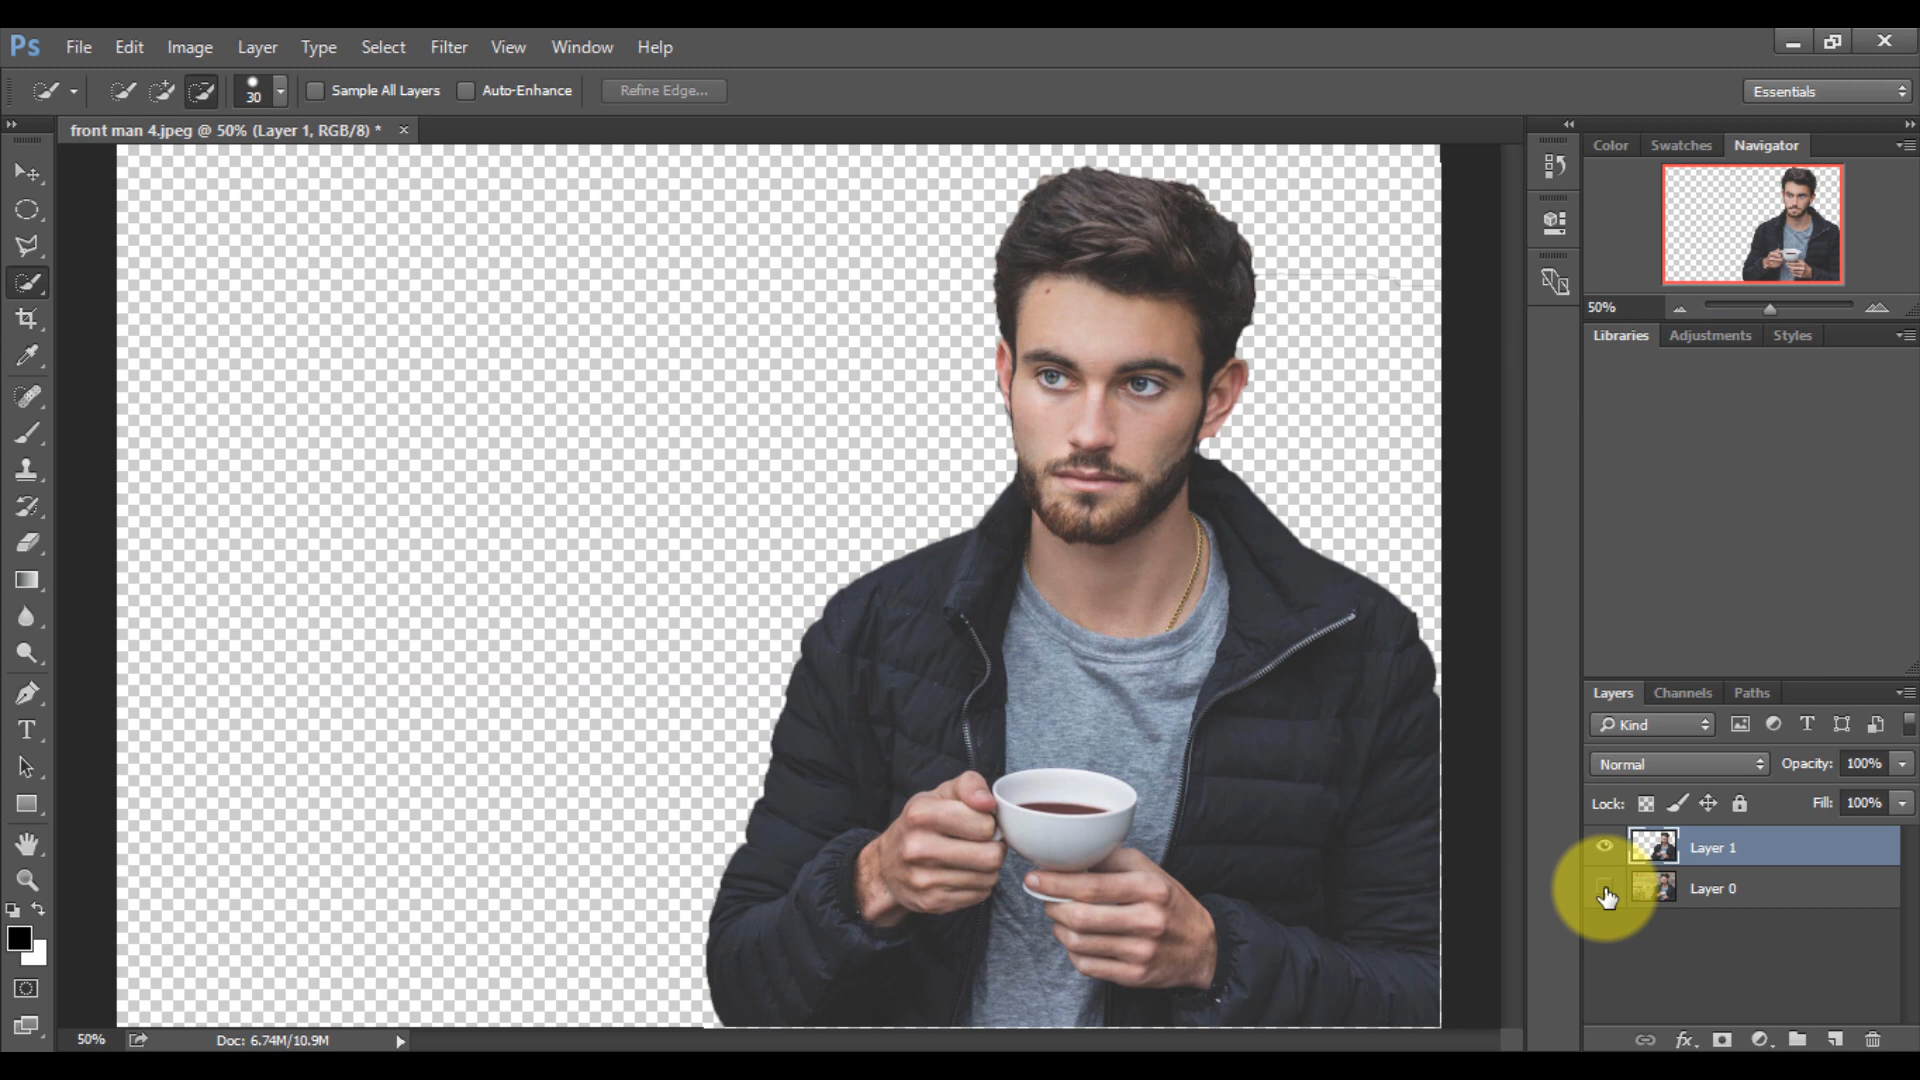 Ps File Edit Image Layer Type Select Filter View Window Help
30 Sample All Layers Auto-Enhance Refine Edge... Essentials
front man 4.jpeg @ 50% (Layer 1, RGB/8) *
Color Swatches Navigator
50%
Libraries Adjustments Styles
Layers Channels Paths
Kind
Normal Opacity: 100%
Lock: Fill: 100%
Layer 1
Layer 0
50% Doc: 6.74M/10.9M
fx